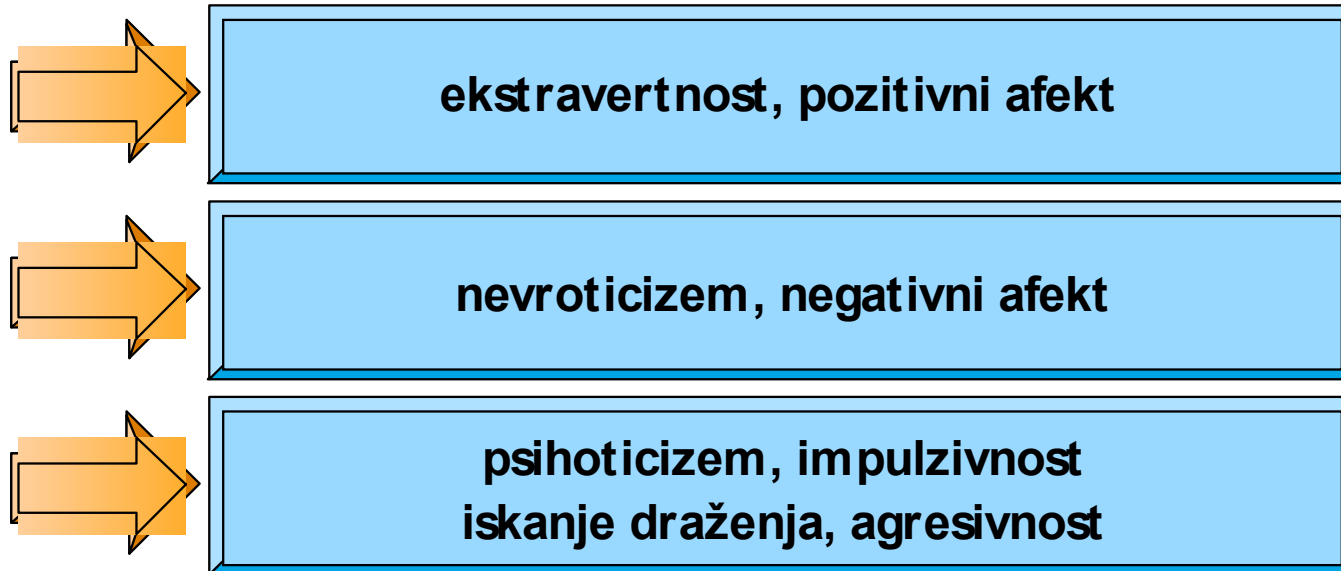 ekstravertnost, pozitivni afekt
nevroticizem, negativni afekt
psihoticizem, impulzivnost
iskanje draženja, agresivnost